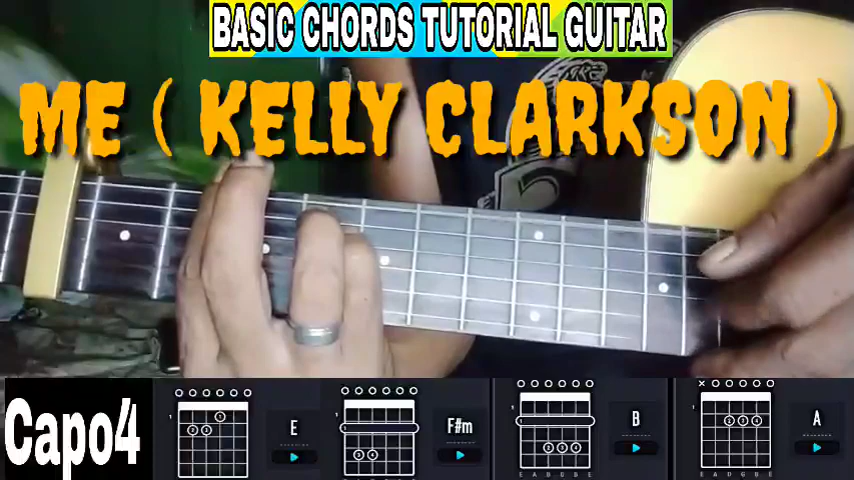 BASIC CHORDS TUTORIAL GUITAR
ME ( KELLY CLARKSON )
Capo4
E
F#m
B
A